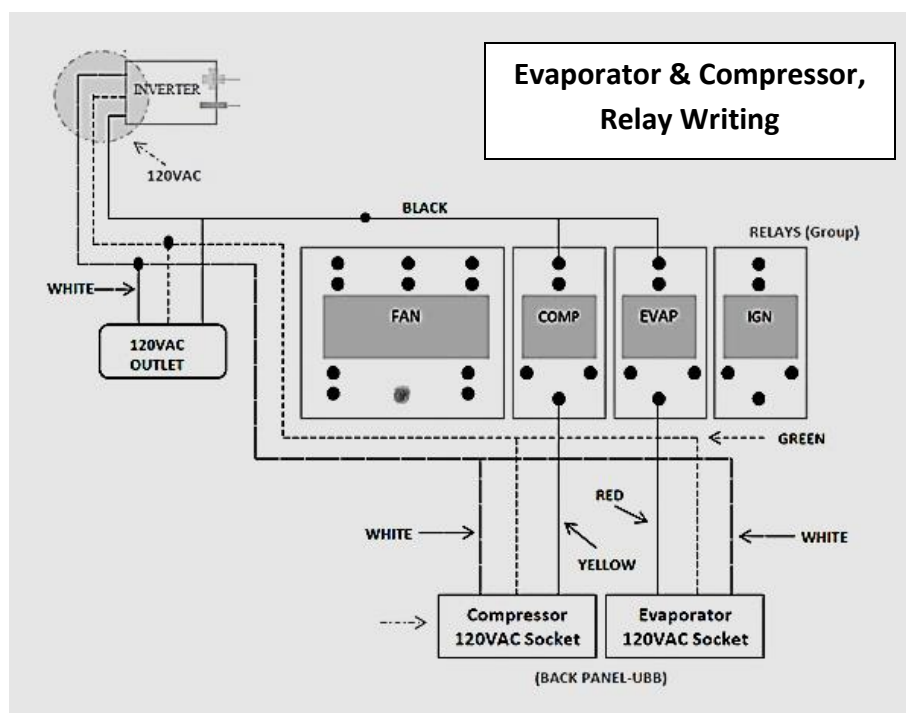 Evaporator & Compressor,
Relay Writing
INVERTER
120VAC
BLACK
RELAYS (Group)
WHITE
FAN
COMP
EVAP
IGN
120VAC
OUTLET
GREEN
RED
WHITE
YELLOW
WHITE
Compressor
120VAC Socket
Evaporator
120VAC Socket
(BACK PANEL-UBB)